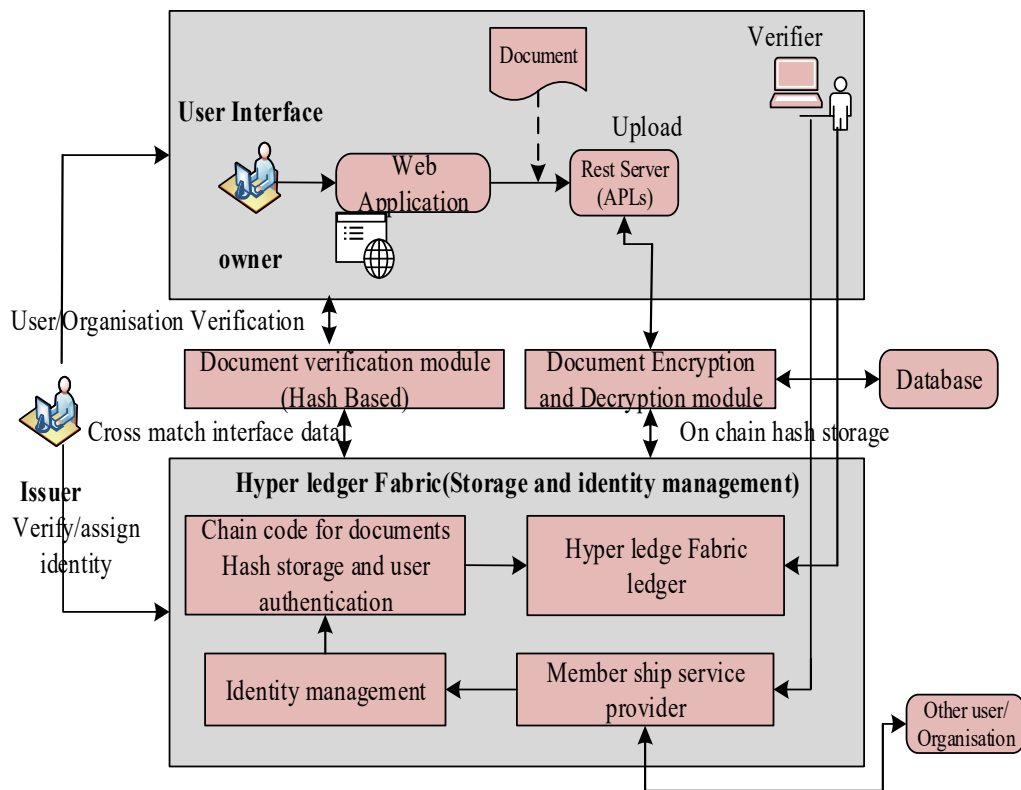 Verifier
Document
User Interface
Upload
Web
Application
Rest Server
(APLs)
owner
User/Organisation Verification
Document verification module
(Hash Based)
Document Encryption
and Decryption module
Database
Cross match interface data
On chain hash storage
Issuer
Verify/assign
identity
Hyper ledger Fabric(Storage and identity management)
Chain code for documents
Hash storage and user
authentication
Hyper ledge Fabric
ledger
Identity management
Member ship service
provider
Other user/
Organisation